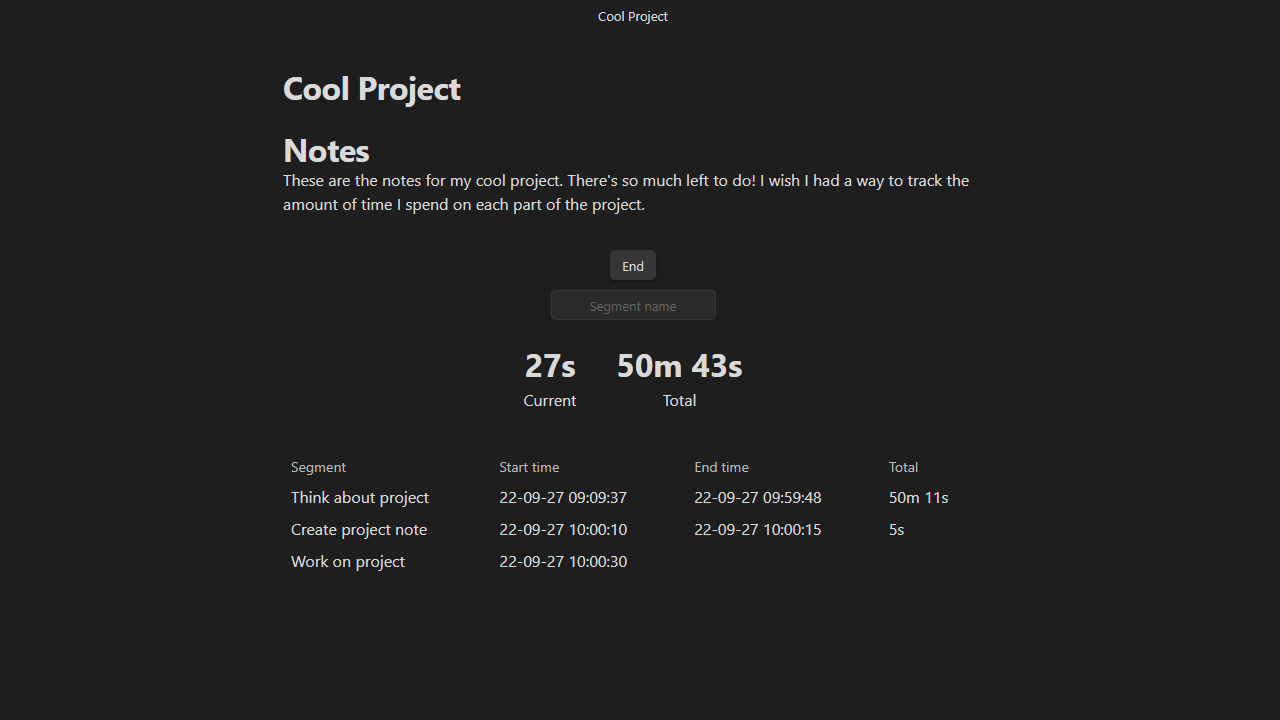 Cool Project
Cool Project
Notes
These are the notes for my cool project. There's so much left to do! I wish I had a way to track the
amount of time I spend on each part of the project.
End
Segment name
27s 50m 43s
Current Total
Segment Start time End time Total
Think about project 22-09-27 09:09:37 22-09-27 09:59:48 50m 11s
Create project note 22-09-27 10:00:10 22-09-27 10:00:15 5s
Work on project 22-09-27 10:00:30